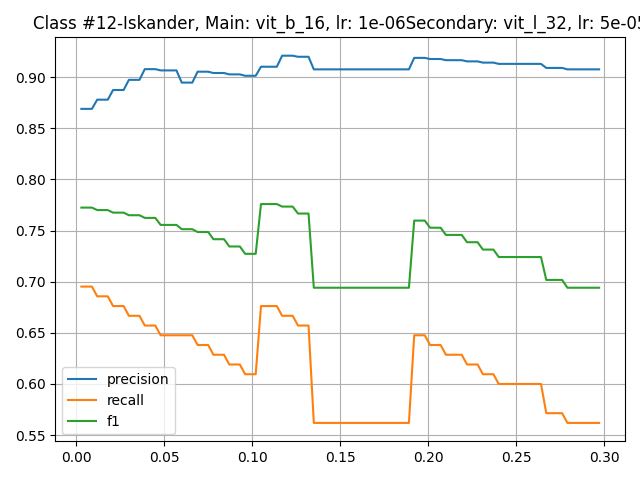 Class #12-Iskander, Main: vit_b_16, lr: 1e-06Secondary: vit_l_32, lr: 5e-05
0.90
0.85
0.80
0.75
0.70
0.65
0.60
0.55
precision
recall
f1
0.00 0.05 0.10 0.15 0.20 0.25 0.30